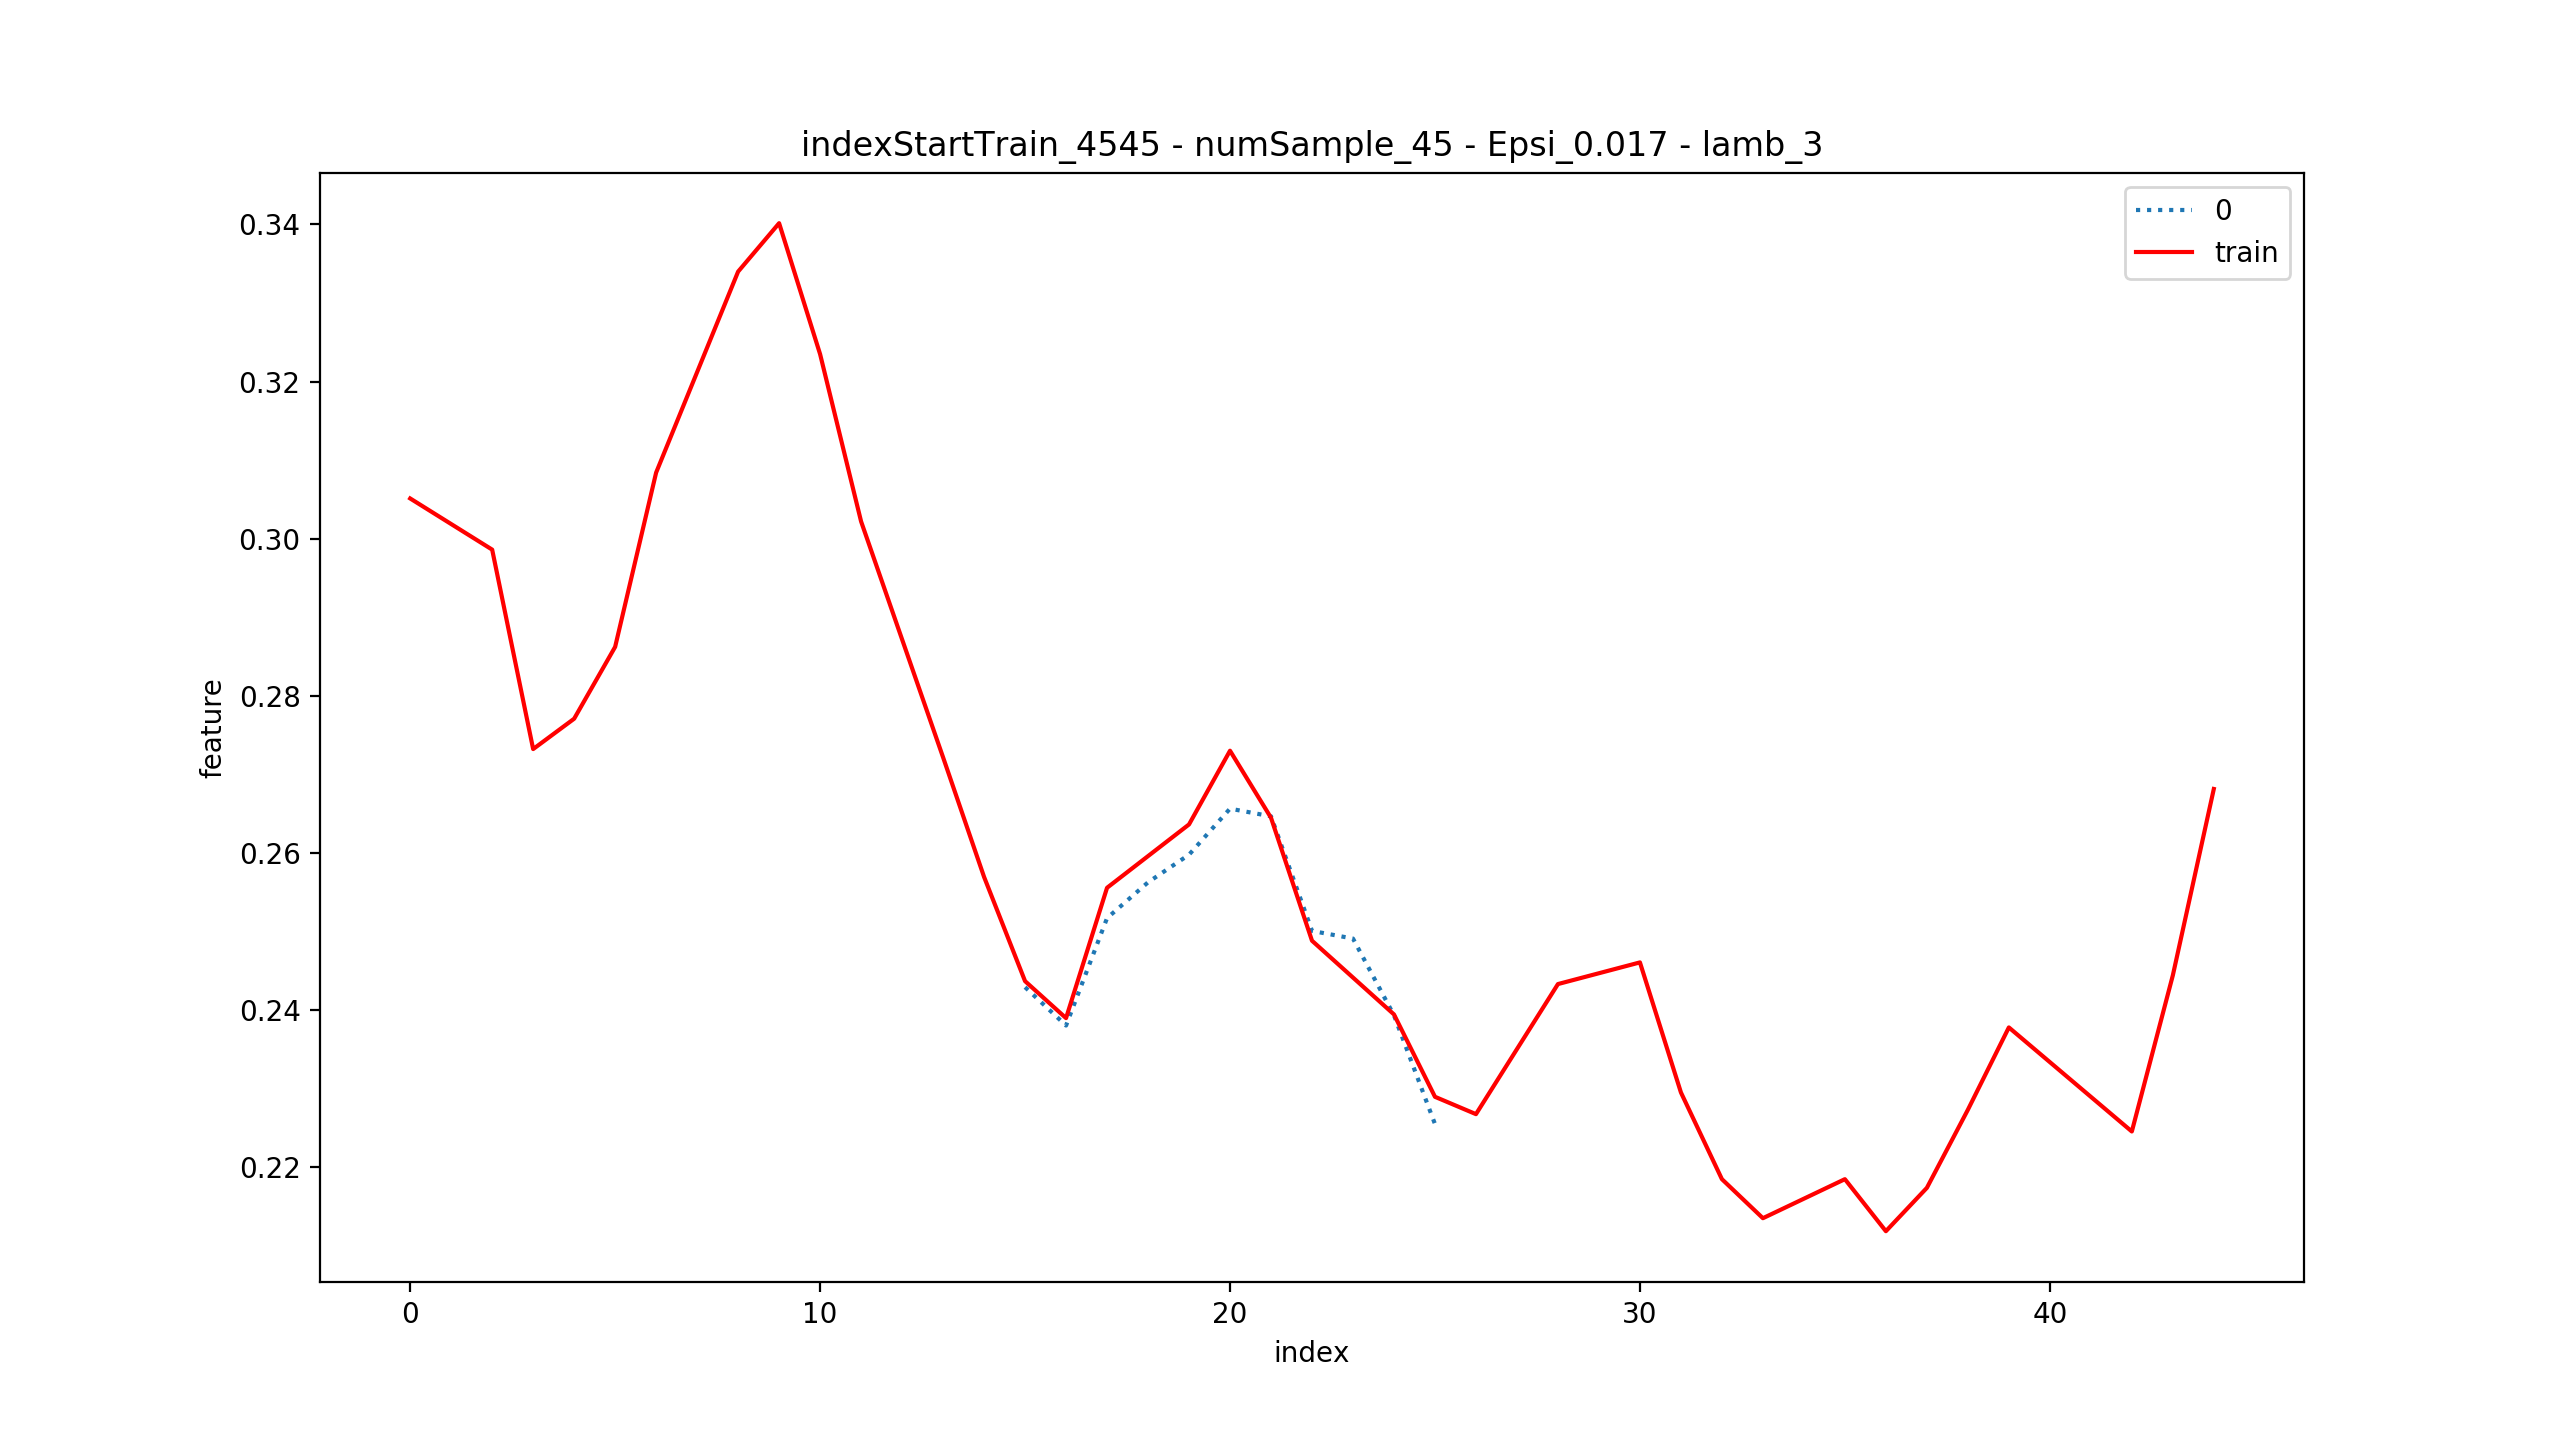 indexStartTrain_4545 - numSample_45 - Epsi_0.017 - lamb_3
0
train
0.34
0.32
0.30
0.28
0.26
0.24
0.22
feature
0 10 20 30 40
index